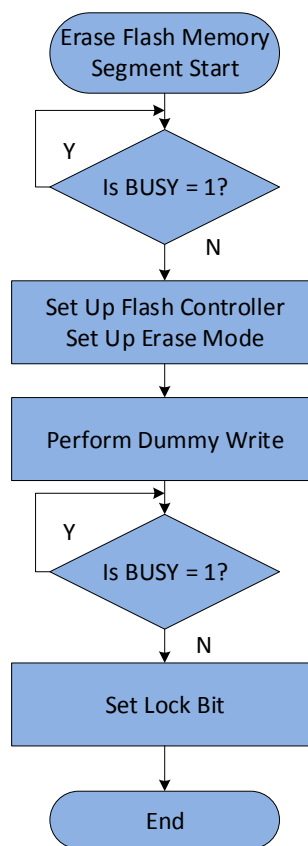 Erase Flash Memory
Segment Start
Y
Is BUSY = 1?
N
Set Up Flash Controller
Set Up Erase Mode
Perform Dummy Write
Y
Is BUSY = 1?
N
Set Lock Bit
End